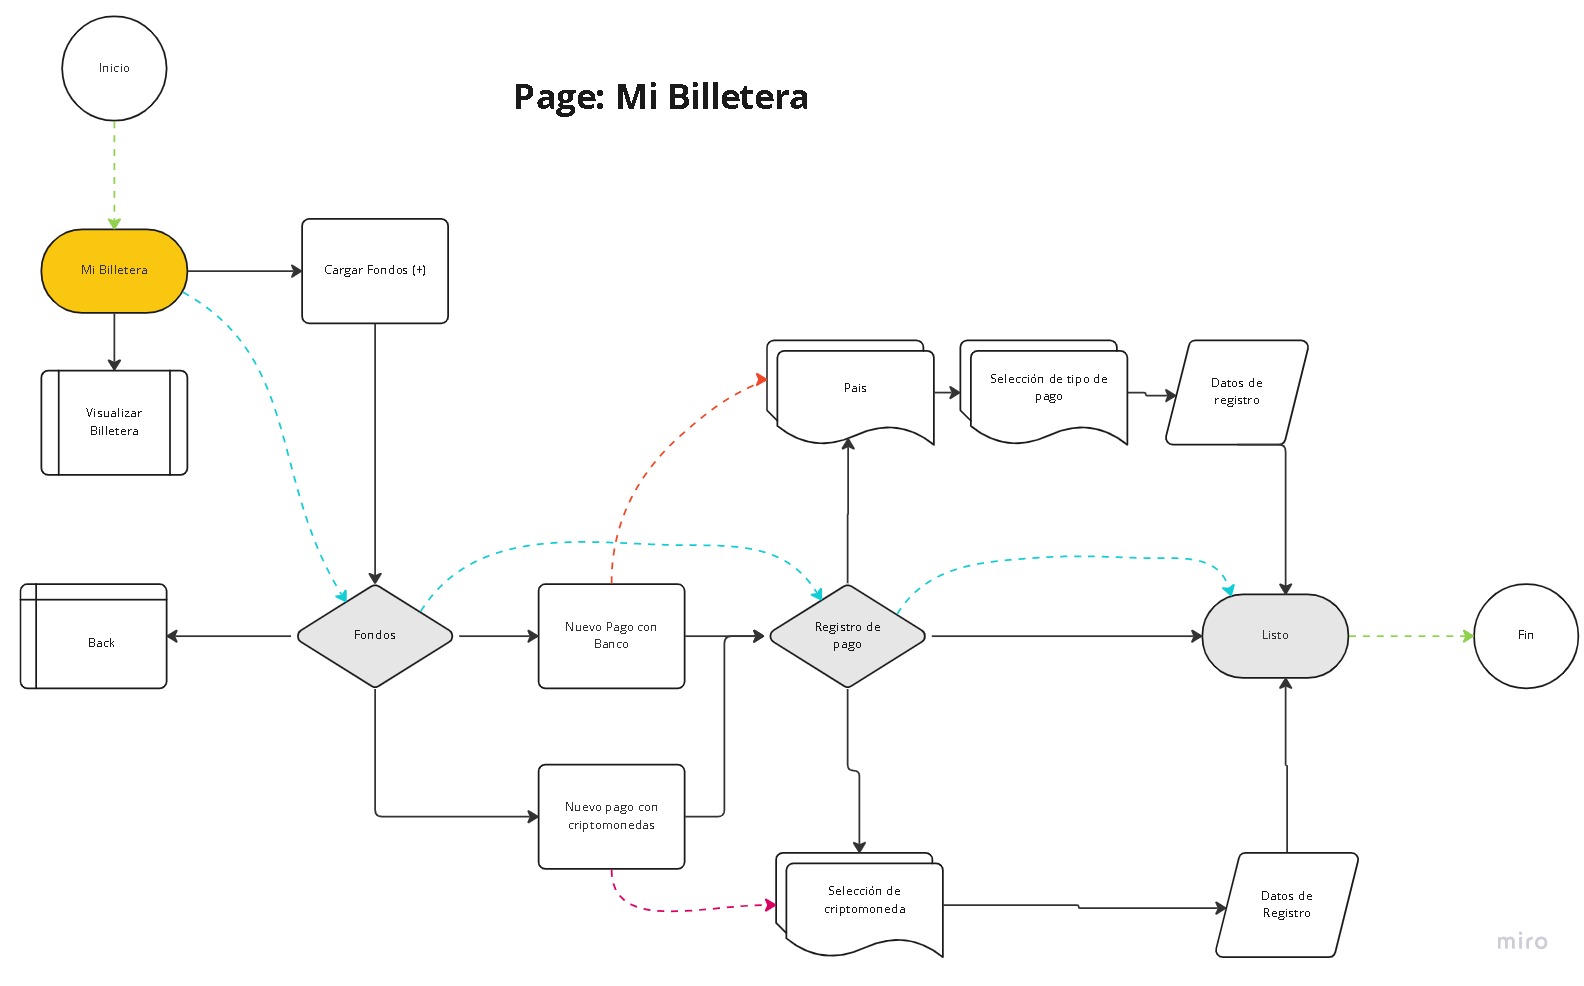 Inicio
Page: Mi Billetera
Mi Billetera
Cargar Fondos (+)
Visualizar
Billetera
Pais
Selección de tipo de
pago
Datos de
registro
Back
Fondos
Nuevo Pago con
Banco
Registro de
pago
Listo
Fin
Nuevo pago con
criptomonedas
Selección de
criptomoneda
Datos de
Registro
miro